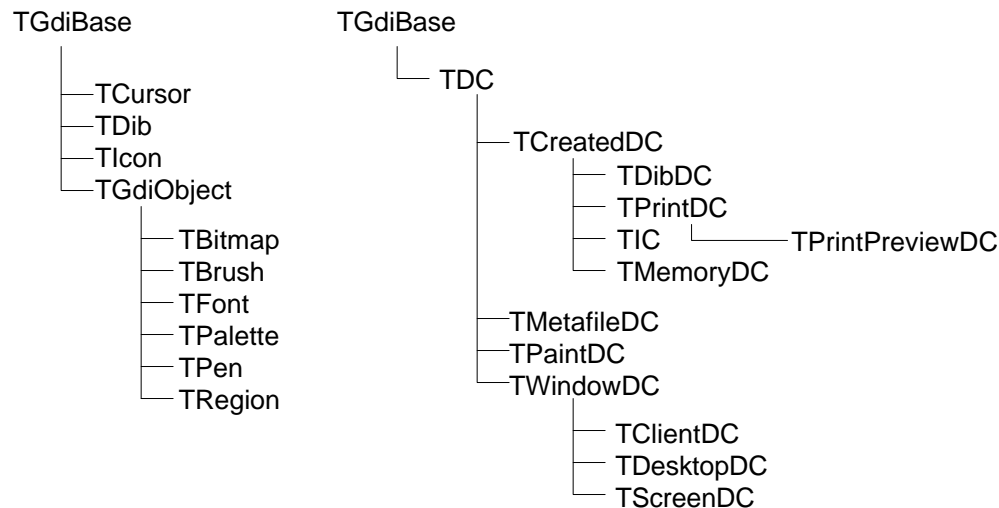 TGdiBase
TCursor
TDib
TIcon
TGdiObject
TBitmap
TBrush
TFont
TPalette
TPen
TRegion
TGdiBase
TDC
TCreatedDC
TDibDC
TPrintDC
TPrintPreviewDC
TIC
TMemoryDC
TMetafileDC
TPaintDC
TWindowDC
TClientDC
TDesktopDC
TScreenDC